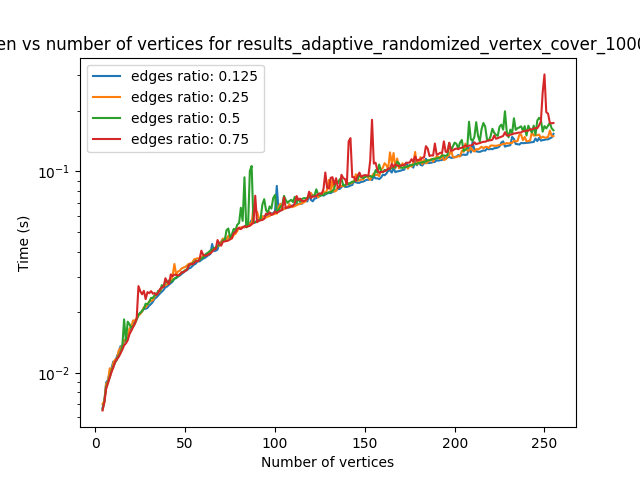 en vs number of vertices for results_adaptive_randomized_vertex_cover_1000
edges ratio: 0.125
edges ratio: 0.25
edges ratio: 0.5
edges ratio: 0.75
Time (s)
10⁻¹
10⁻²
0 50 100 150 200 250
Number of vertices